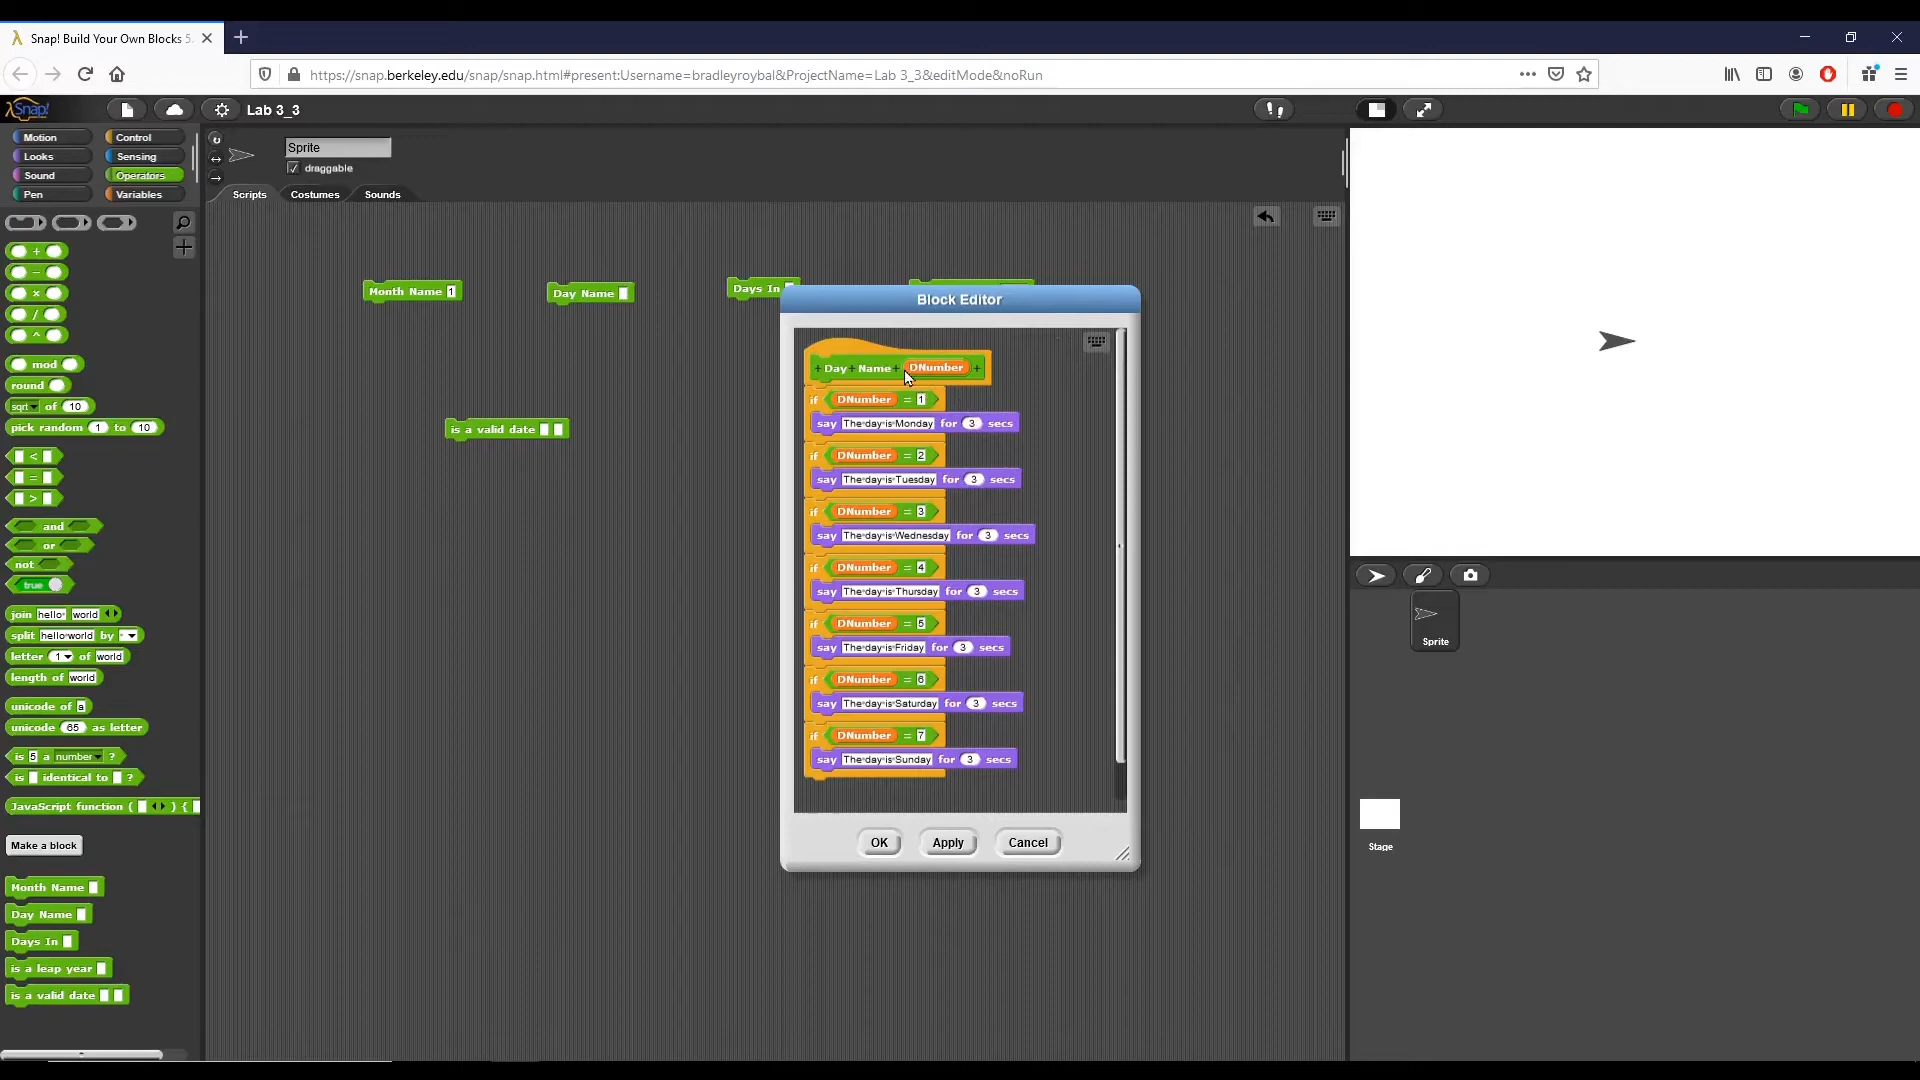 Snap! Build Your Own Blocks 5.
https://snap.berkeley.edu/snap/snap.html#present:Username=bradleyroybal&ProjectName=Lab 3_3&editMode&noRun
Snap! Lab 3_3
Motion Control
Looks Sensing
Sound Operators
Pen Variables
Sprite
draggable
Scripts Costumes Sounds
+
−
×
/
^
mod
round
sqrt of 10
pick random 1 to 10
<
=
>
and
or
not
true
join hello world
split hello world by
letter 1 of world
length of world
unicode of a
unicode 65 as letter
is 5 a number ?
is identical to ?
JavaScript function ( ) {
Make a block
Month Name
Day Name
Days In
is a leap year
is a valid date
Month Name 1
Day Name
Days In
is a valid date
Block Editor
+ Day + Name + DNumber +
if DNumber = 1
say The day is Monday for 3 secs
if DNumber = 2
say The day is Tuesday for 3 secs
if DNumber = 3
say The day is Wednesday for 3 secs
if DNumber = 4
say The day is Thursday for 3 secs
if DNumber = 5
say The day is Friday for 3 secs
if DNumber = 6
say The day is Saturday for 3 secs
if DNumber = 7
say The day is Sunday for 3 secs
OK Apply Cancel
Sprite
Stage